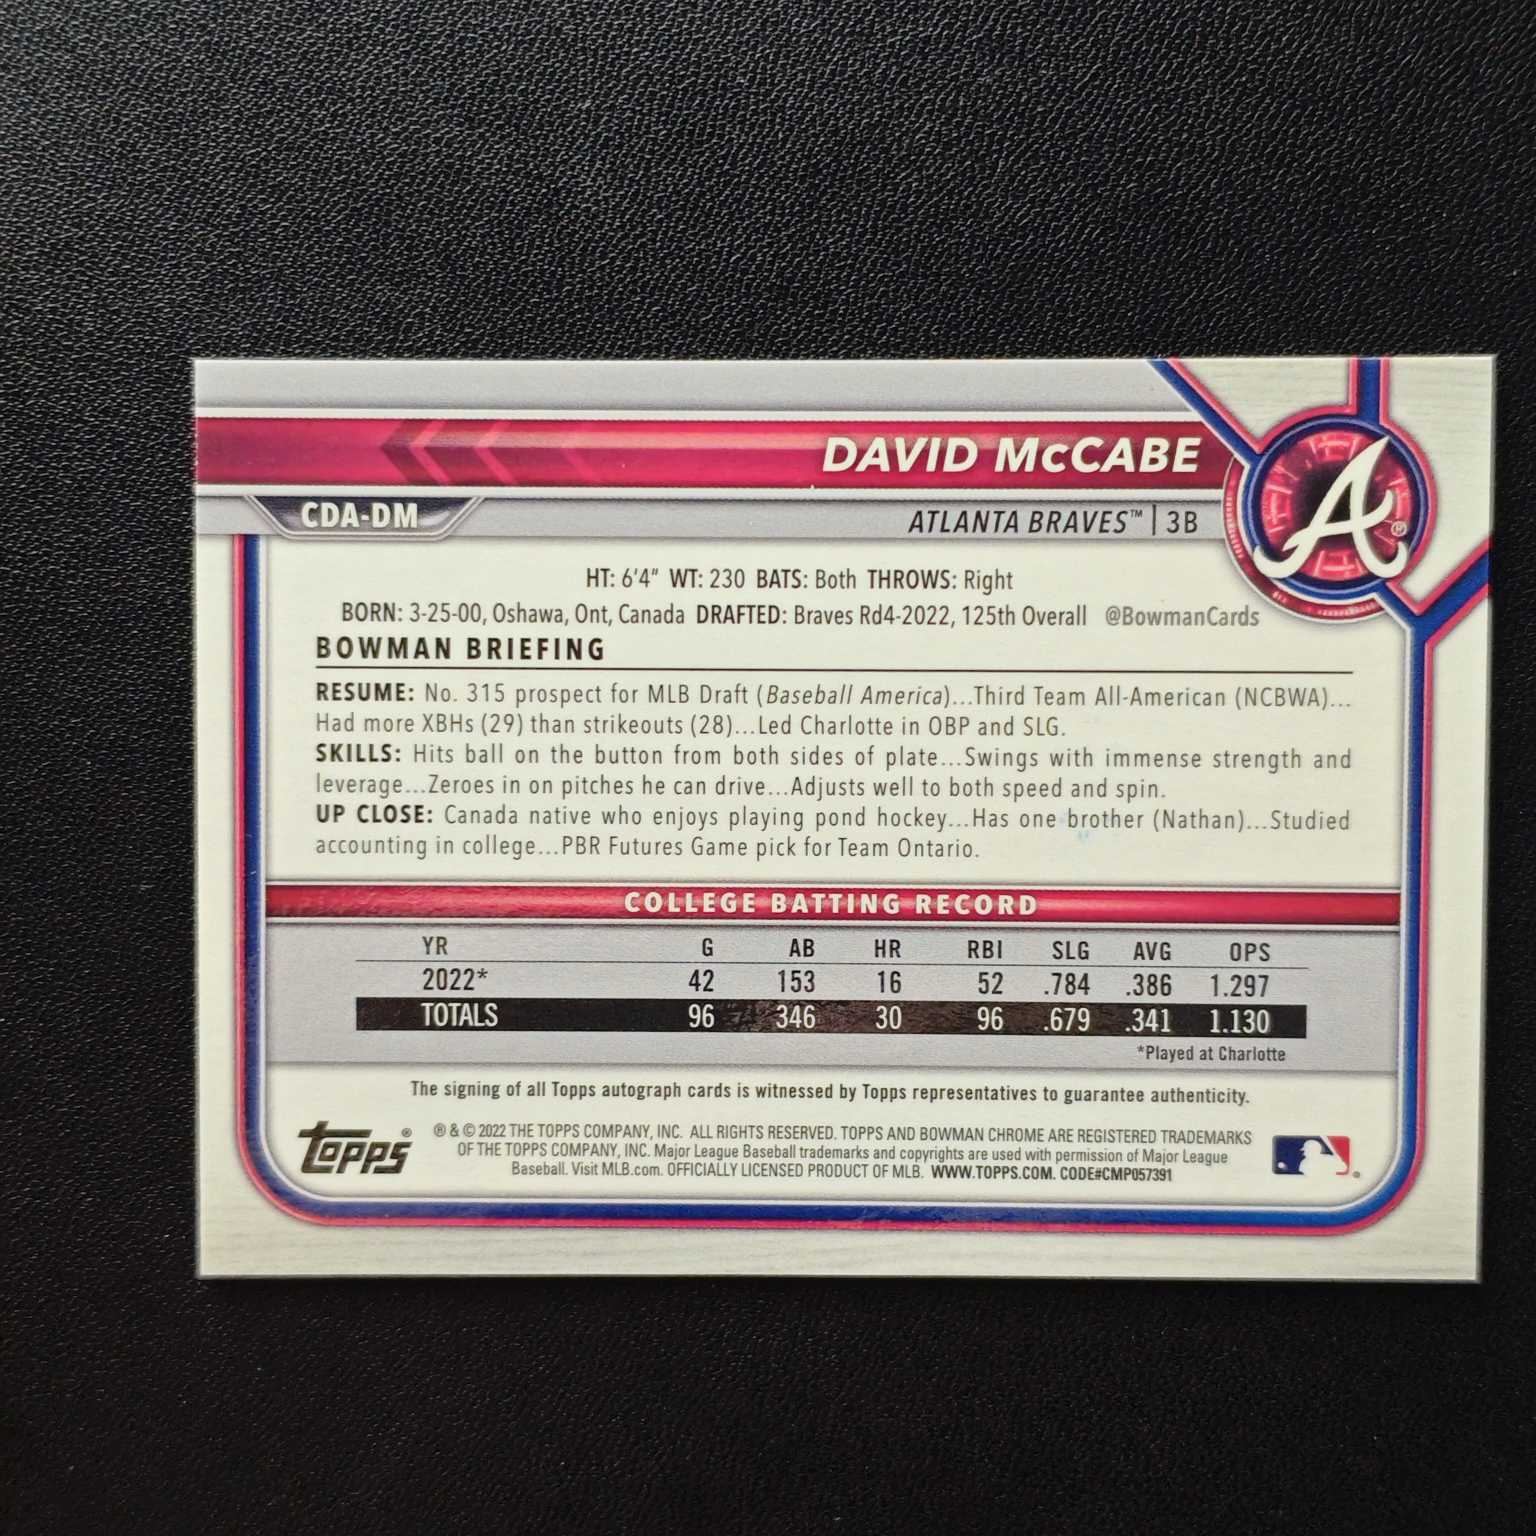 DAVID McCABE
CDA-DM
ATLANTA BRAVES™ | 3B
A®
HT: 6'4" WT: 230 BATS: Both THROWS: Right
BORN: 3-25-00, Oshawa, Ont, Canada DRAFTED: Braves Rd4-2022, 125th Overall @BowmanCards
BOWMAN BRIEFING
RESUME: No. 315 prospect for MLB Draft (Baseball America)...Third Team All-American (NCBWA)...
Had more XBHs (29) than strikeouts (28)...Led Charlotte in OBP and SLG.
SKILLS: Hits ball on the button from both sides of plate...Swings with immense strength and
leverage...Zeroes in on pitches he can drive...Adjusts well to both speed and spin.
UP CLOSE: Canada native who enjoys playing pond hockey...Has one brother (Nathan)...Studied
accounting in college...PBR Futures Game pick for Team Ontario.
COLLEGE BATTING RECORD
YR G AB HR RBI SLG AVG OPS
2022* 42 153 16 52 .784 .386 1.297
TOTALS 96 346 30 96 .679 .341 1.130
*Played at Charlotte
The signing of all Topps autograph cards is witnessed by Topps representatives to guarantee authenticity.
topps®
® & © 2022 THE TOPPS COMPANY, INC. ALL RIGHTS RESERVED. TOPPS AND BOWMAN CHROME ARE REGISTERED TRADEMARKS
OF THE TOPPS COMPANY, INC. Major League Baseball trademarks and copyrights are used with permission of Major League
Baseball. Visit MLB.com. OFFICIALLY LICENSED PRODUCT OF MLB. WWW.TOPPS.COM. CODE#CMP057391